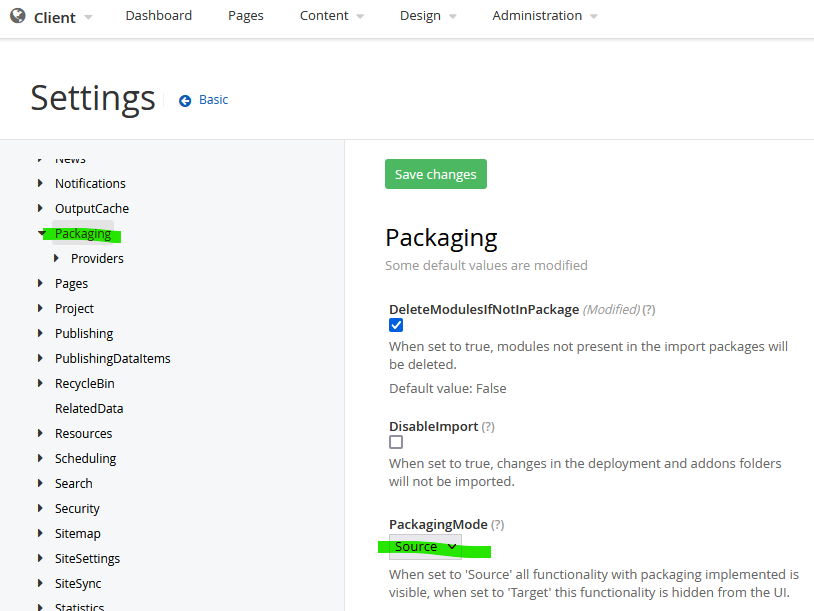 Client Dashboard Pages Content Design Administration
Settings Basic
News
Notifications
OutputCache
Packaging
Providers
Pages
Project
Publishing
PublishingDataItems
RecycleBin
RelatedData
Resources
Scheduling
Search
Security
Sitemap
SiteSettings
SiteSync
Statistics
Save changes
Packaging
Some default values are modified
DeleteModulesIfNotInPackage (Modified) (?)
When set to true, modules not present in the import packages will
be deleted.
Default value: False
DisableImport (?)
When set to true, changes in the deployment and addons folders
will not be imported.
PackagingMode (?)
Source
When set to 'Source' all functionality with packaging implemented is
visible, when set to 'Target' this functionality is hidden from the UI.